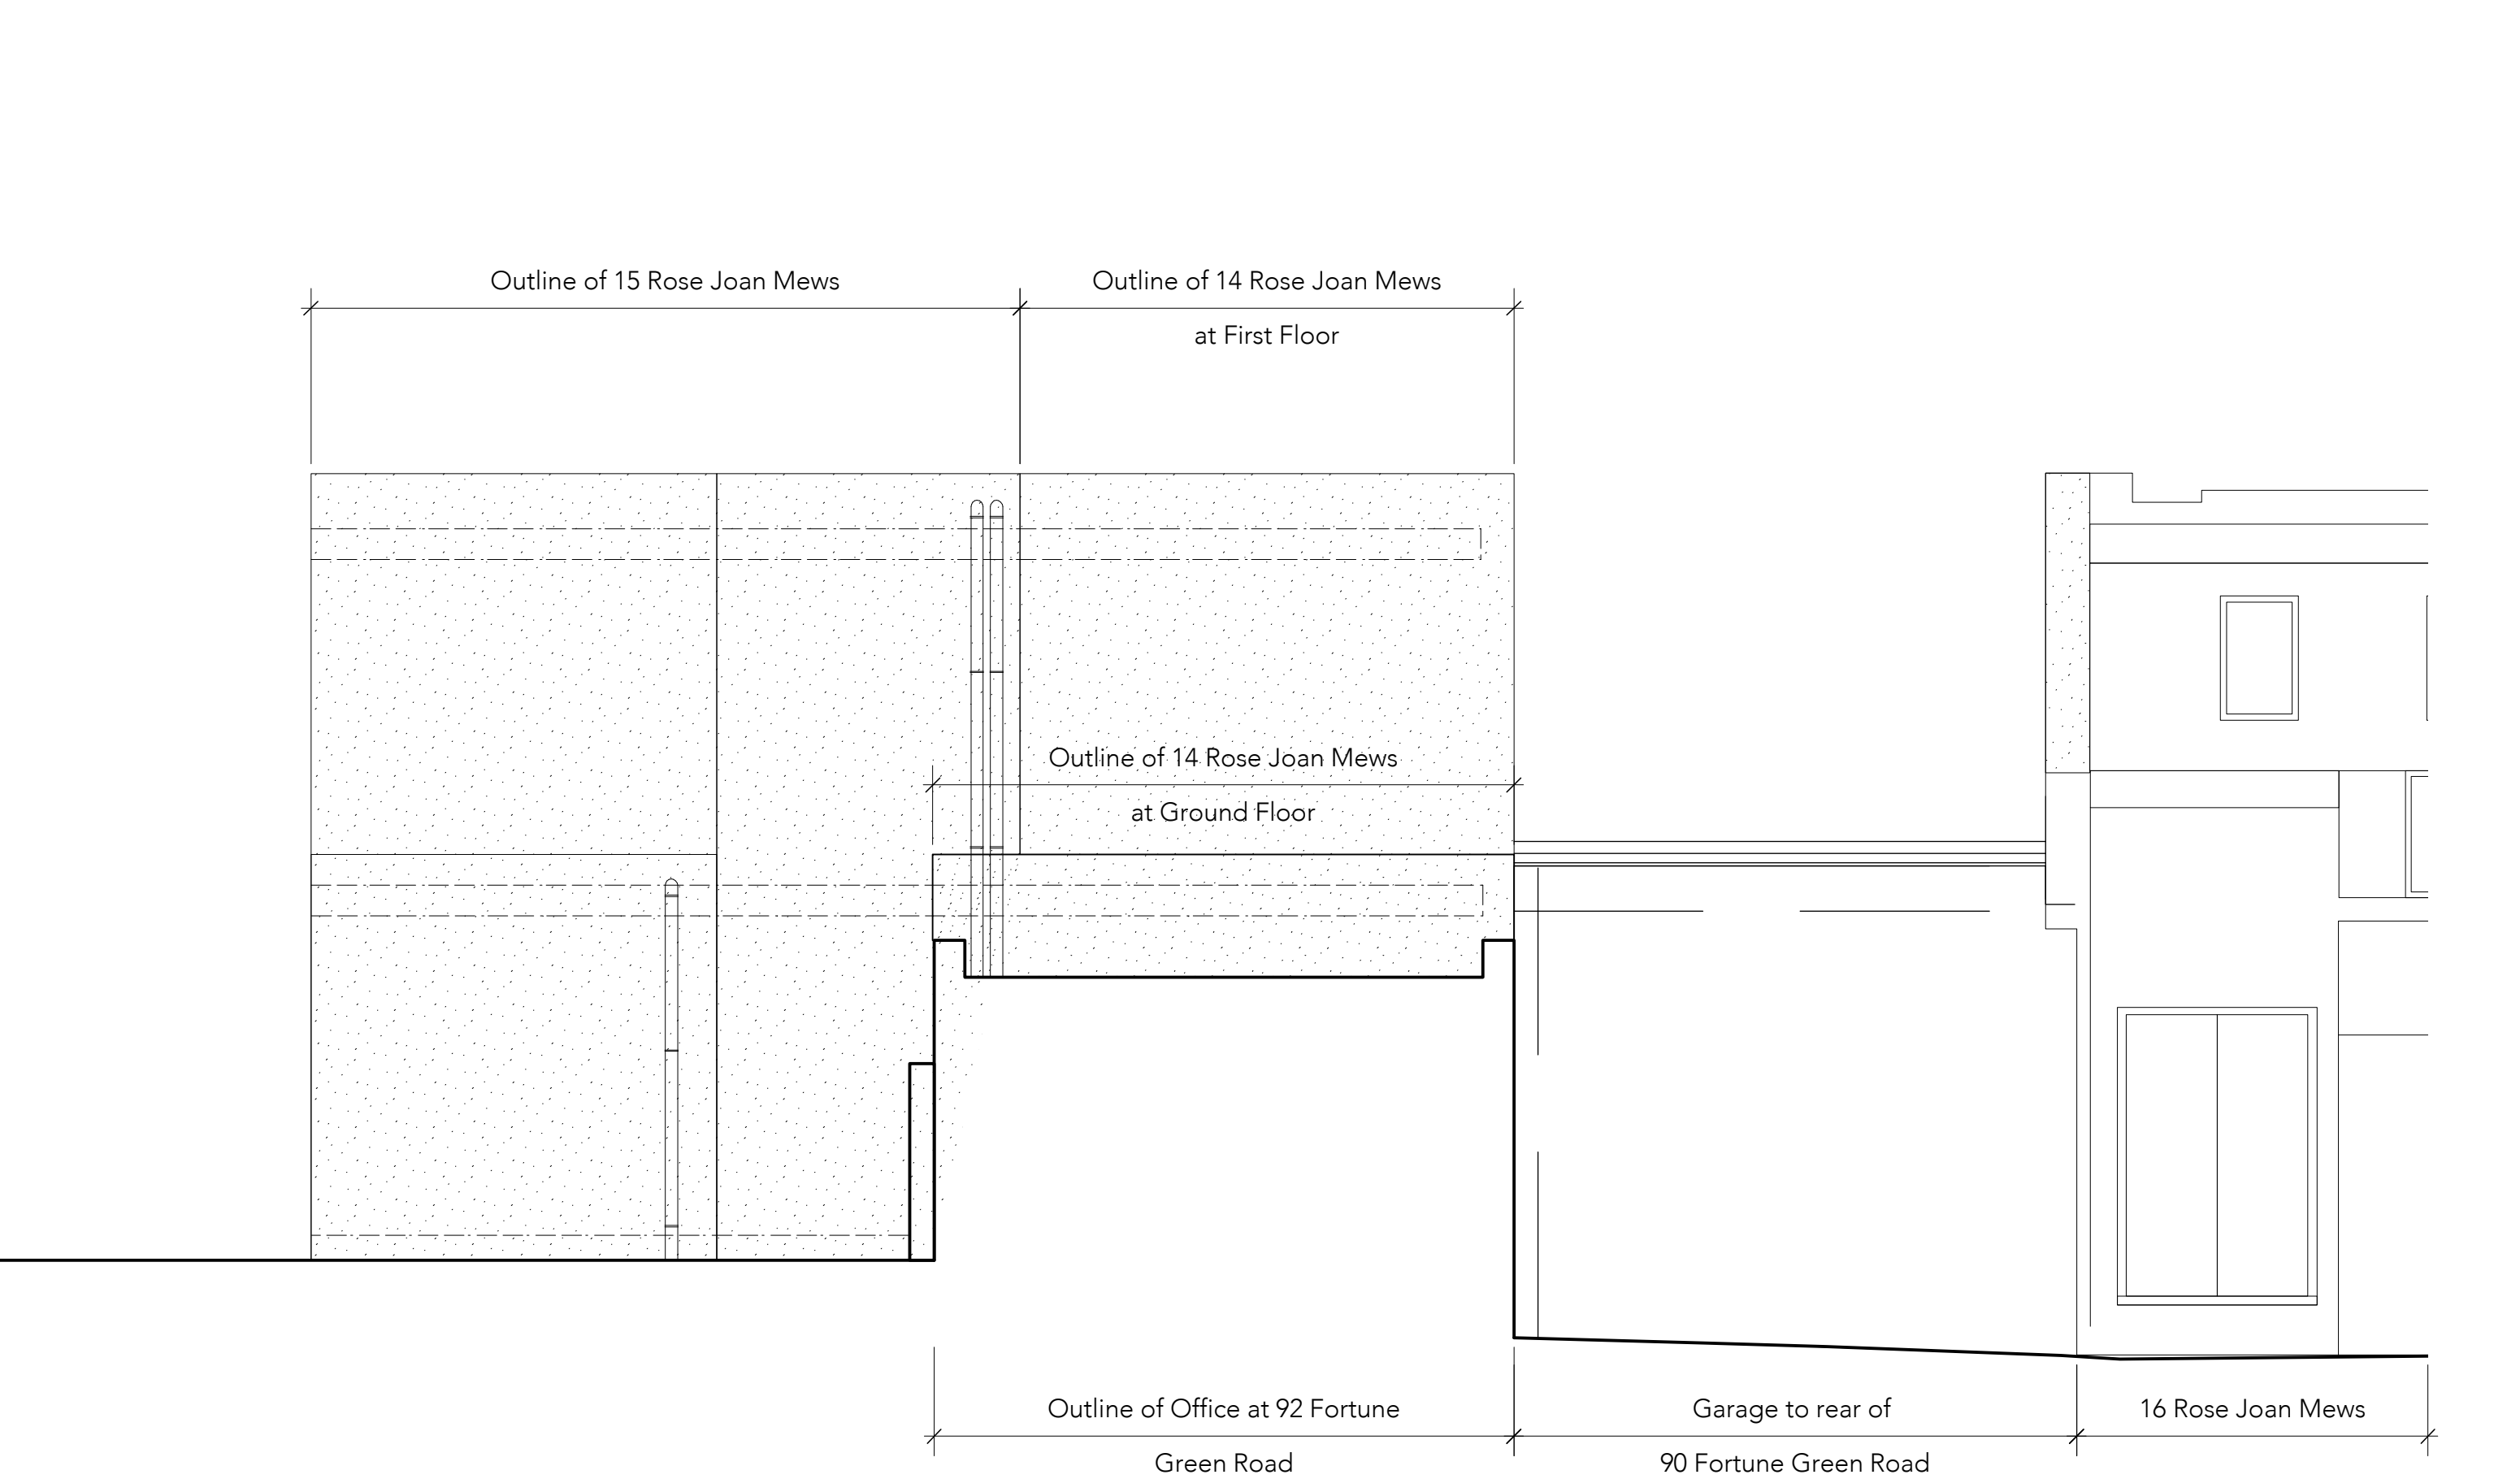 Outline of 15 Rose Joan Mews
Outline of 14 Rose Joan Mews
at First Floor
Outline of 14 Rose Joan Mews
at Ground Floor
Outline of Office at 92 Fortune
Green Road
Garage to rear of
90 Fortune Green Road
16 Rose Joan Mews